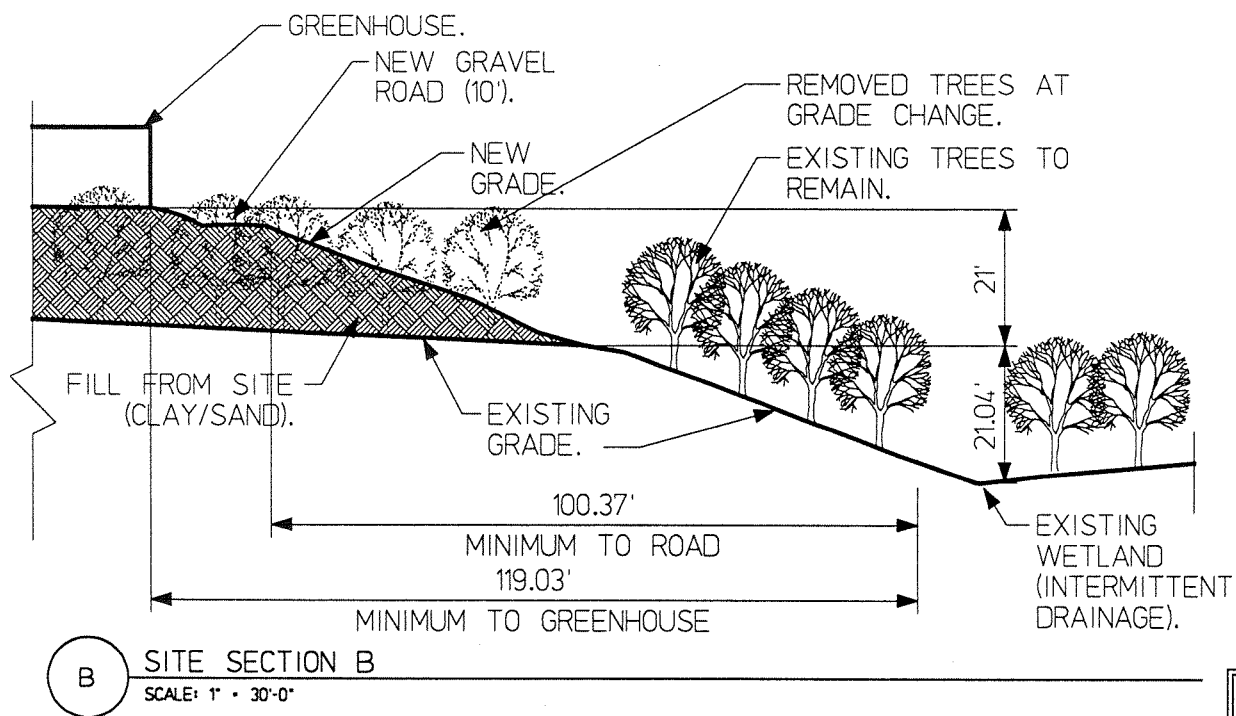 GREENHOUSE.
NEW GRAVEL
ROAD (10').
NEW
GRADE.
REMOVED TREES AT
GRADE CHANGE.
EXISTING TREES TO
REMAIN.
21'
21.04'
FILL FROM SITE
(CLAY/SAND).
EXISTING
GRADE.
100.37'
MINIMUM TO ROAD
119.03'
MINIMUM TO GREENHOUSE
EXISTING
WETLAND
(INTERMITTENT
DRAINAGE).
B
SITE SECTION B
SCALE: 1" = 30'-0"